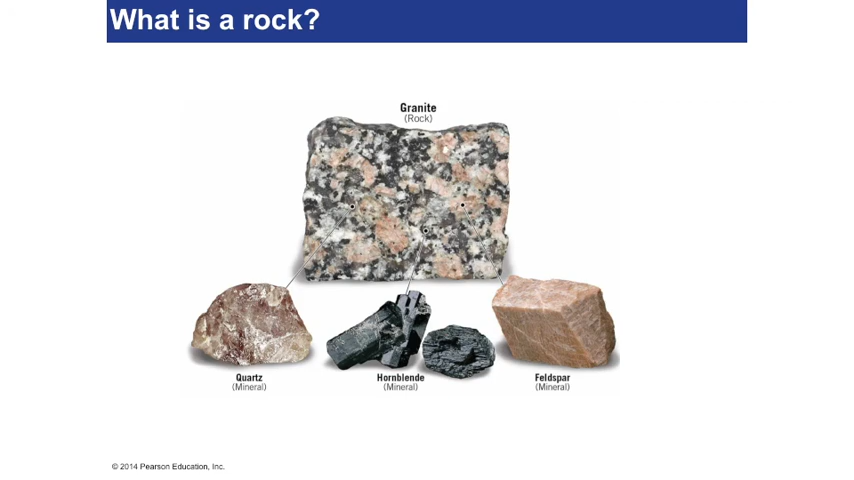 What is a rock?
Granite
(Rock)
Quartz
(Mineral)
Hornblende
(Mineral)
Feldspar
(Mineral)
© 2014 Pearson Education, Inc.